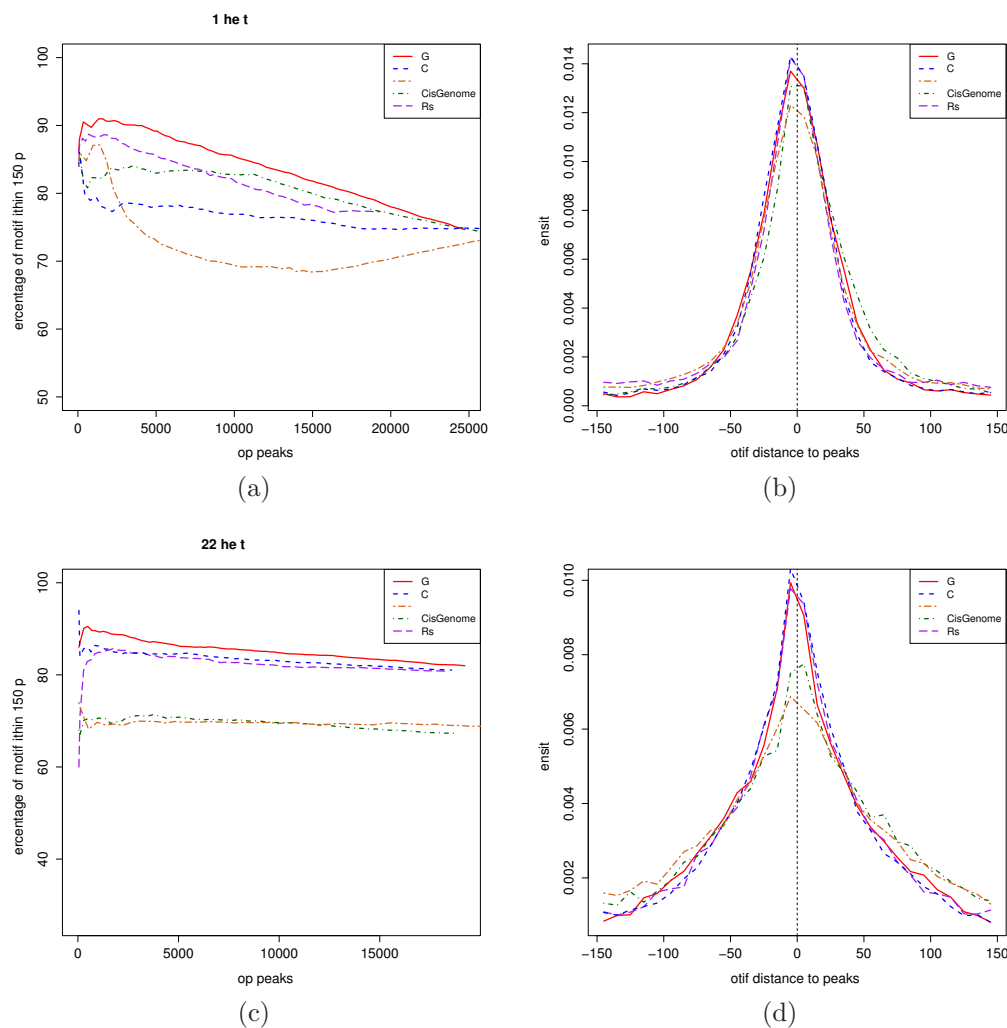 1 he t
100
90
80
70
60
50
ercentage of motif ithin 150 p
0 5000 10000 15000 20000 25000
op peaks
G
C
CisGenome
Rs
(a)
0.014
0.012
0.010
0.008
0.006
0.004
0.002
0.000
ensit
−150 −100 −50 0 50 100 150
otif distance to peaks
G
C
CisGenome
Rs
(b)
22 he t
100
80
60
40
ercentage of motif ithin 150 p
0 5000 10000 15000
op peaks
G
C
CisGenome
Rs
(c)
0.010
0.008
0.006
0.004
0.002
ensit
−150 −100 −50 0 50 100 150
otif distance to peaks
G
C
CisGenome
Rs
(d)